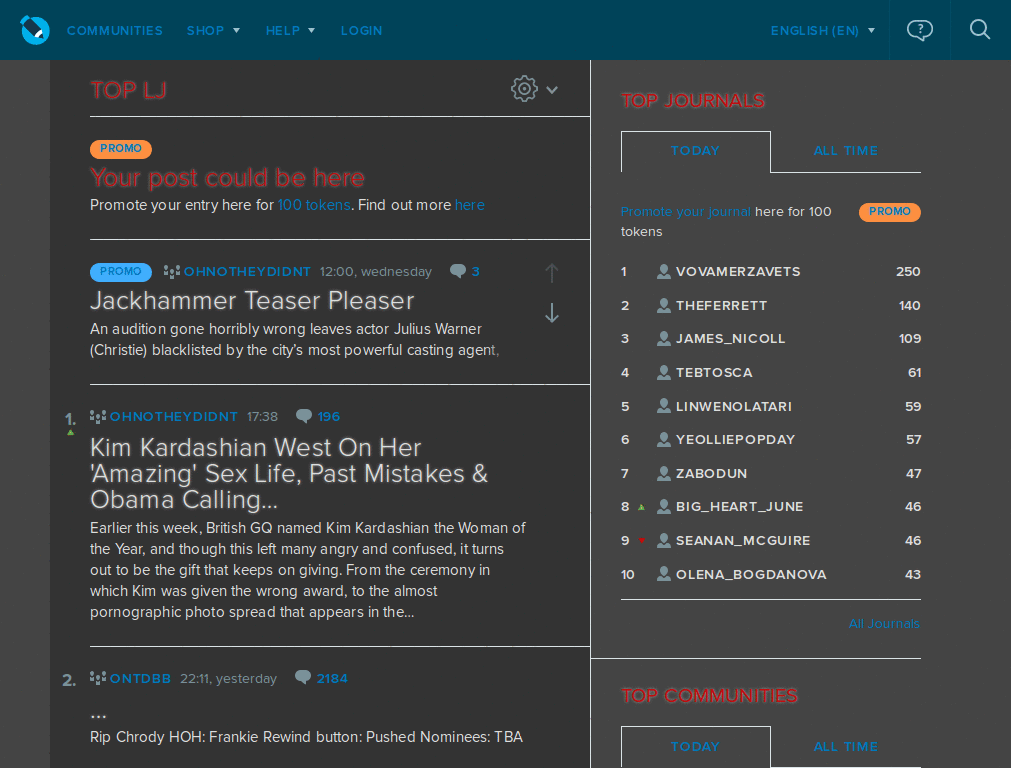 COMMUNITIES SHOP HELP LOGIN ENGLISH (EN)
TOP LJ
PROMO
Your post could be here
Promote your entry here for 100 tokens. Find out more here
PROMO OHNOTHEYDIDNT 12:00, wednesday 3
Jackhammer Teaser Pleaser
An audition gone horribly wrong leaves actor Julius Warner
(Christie) blacklisted by the city's most powerful casting agent,
1. OHNOTHEYDIDNT 17:38 196
Kim Kardashian West On Her
'Amazing' Sex Life, Past Mistakes &
Obama Calling...
Earlier this week, British GQ named Kim Kardashian the Woman of
the Year, and though this left many angry and confused, it turns
out to be the gift that keeps on giving. From the ceremony in
which Kim was given the wrong award, to the almost
pornographic photo spread that appears in the...
2. ONTDBB 22:11, yesterday 2184
...
Rip Chrody HOH: Frankie Rewind button: Pushed Nominees: TBA
TOP JOURNALS
TODAY ALL TIME
Promote your journal here for 100
tokens
PROMO
1 VOVAMERZAVETS 250
2 THEFERRETT 140
3 JAMES_NICOLL 109
4 TEBTOSCA 61
5 LINWENOLATARI 59
6 YEOLLIEPOPDAY 57
7 ZABODUN 47
8 BIG_HEART_JUNE 46
9 SEANAN_MCGUIRE 46
10 OLENA_BOGDANOVA 43
All Journals
TOP COMMUNITIES
TODAY ALL TIME